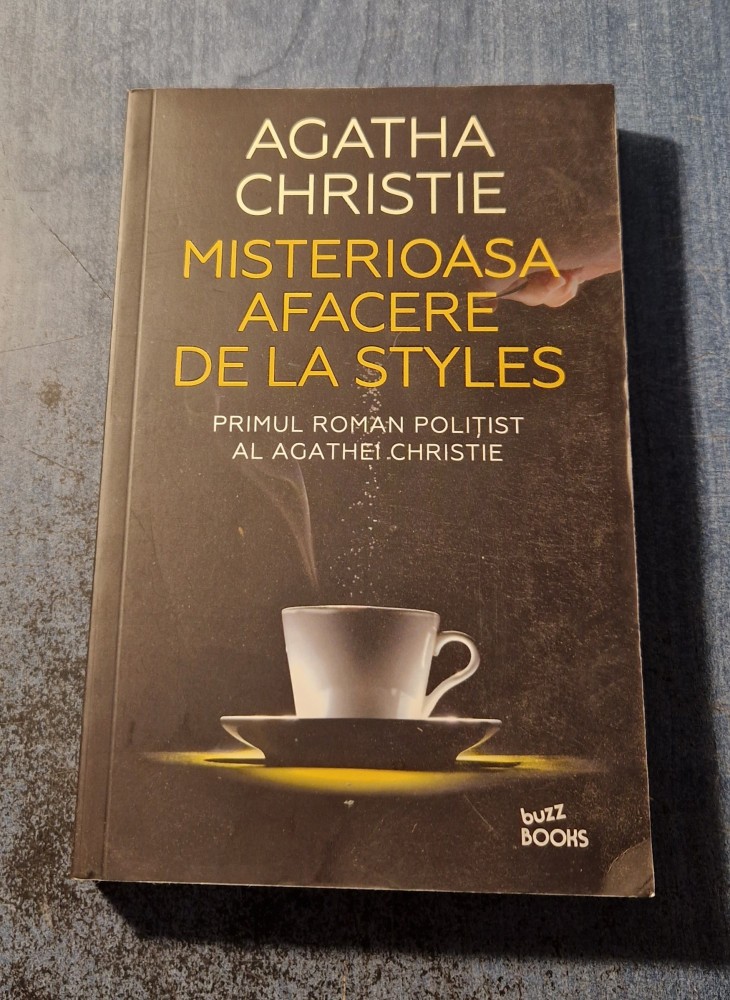 AGATHA
CHRISTIE
MISTERIOASA
AFACERE
DE LA STYLES
PRIMUL ROMAN POLIȚIST
AL AGATHEI CHRISTIE
buzz
BOOKS